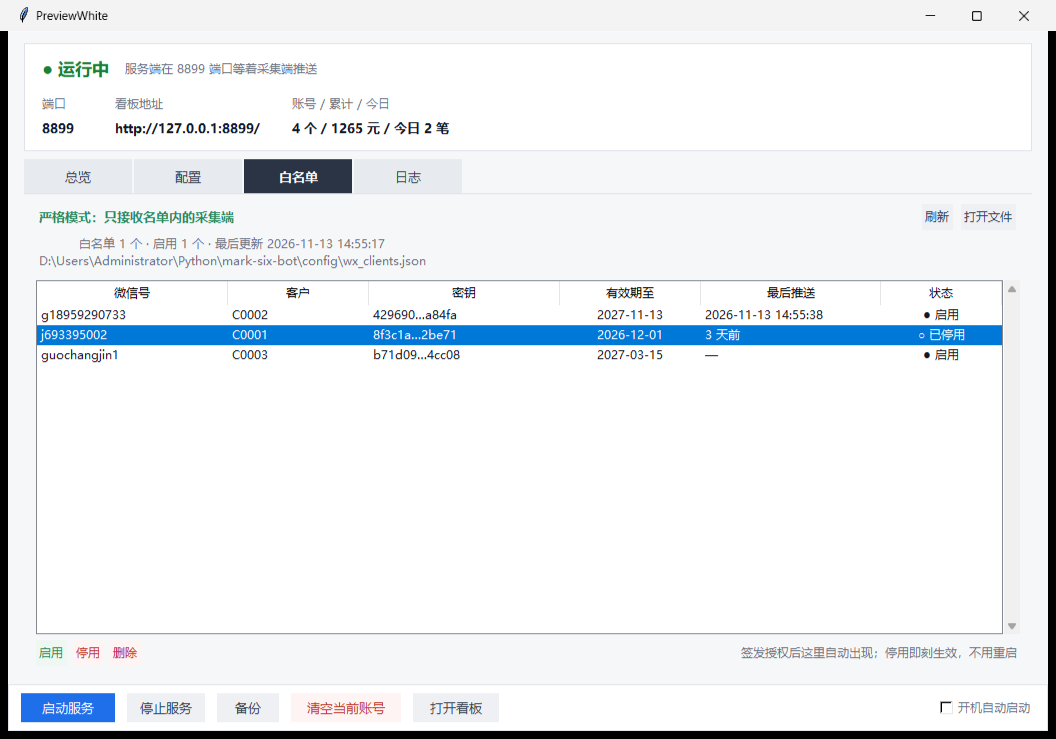 PreviewWhite
● 运行中 服务端在 8899 端口等着采集端推送
端口 看板地址 账号 / 累计 / 今日
8899 http://127.0.0.1:8899/ 4 个 / 1265 元 / 今日 2 笔
总览 配置 白名单 日志
严格模式：只接收名单内的采集端 刷新 打开文件
白名单 1 个 · 启用 1 个 · 最后更新 2026-11-13 14:55:17
D:\Users\Administrator\Python\mark-six-bot\config\wx_clients.json
微信号 客户 密钥 有效期至 最后推送 状态
g18959290733 C0002 429690...a84fa 2027-11-13 2026-11-13 14:55:38 ● 启用
j693395002 C0001 8f3c1a...2be71 2026-12-01 3 天前 ○ 已停用
guochangjin1 C0003 b71d09...4cc08 2027-03-15 — ● 启用
启用 停用 删除 签发授权后这里自动出现；停用即刻生效，不用重启
启动服务 停止服务 备份 清空当前账号 打开看板 开机自动启动